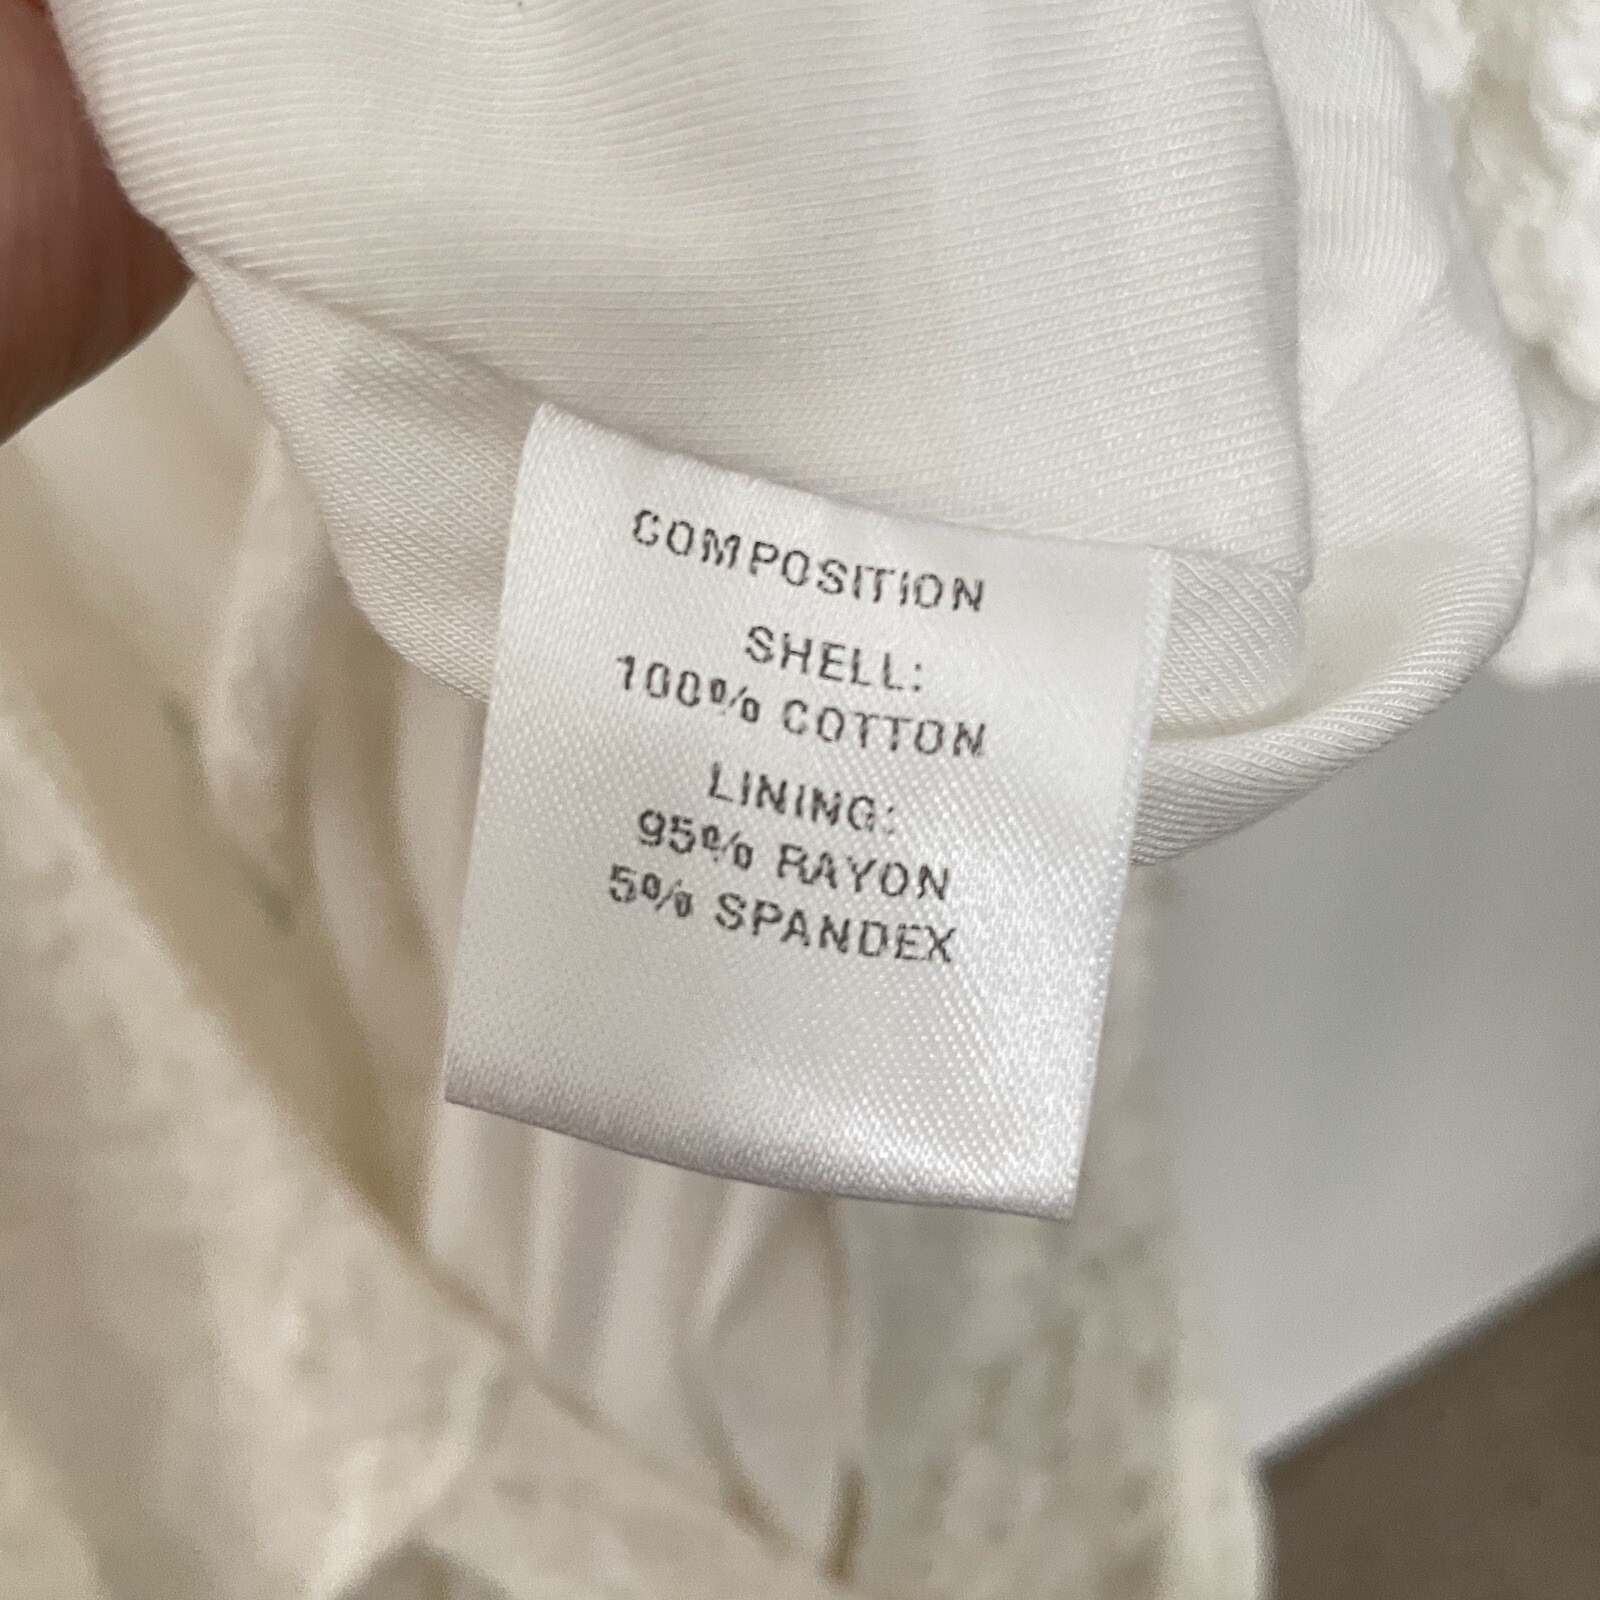 COMPOSITION
SHELL:
100% COTTON
LINING:
95% RAYON
5% SPANDEX